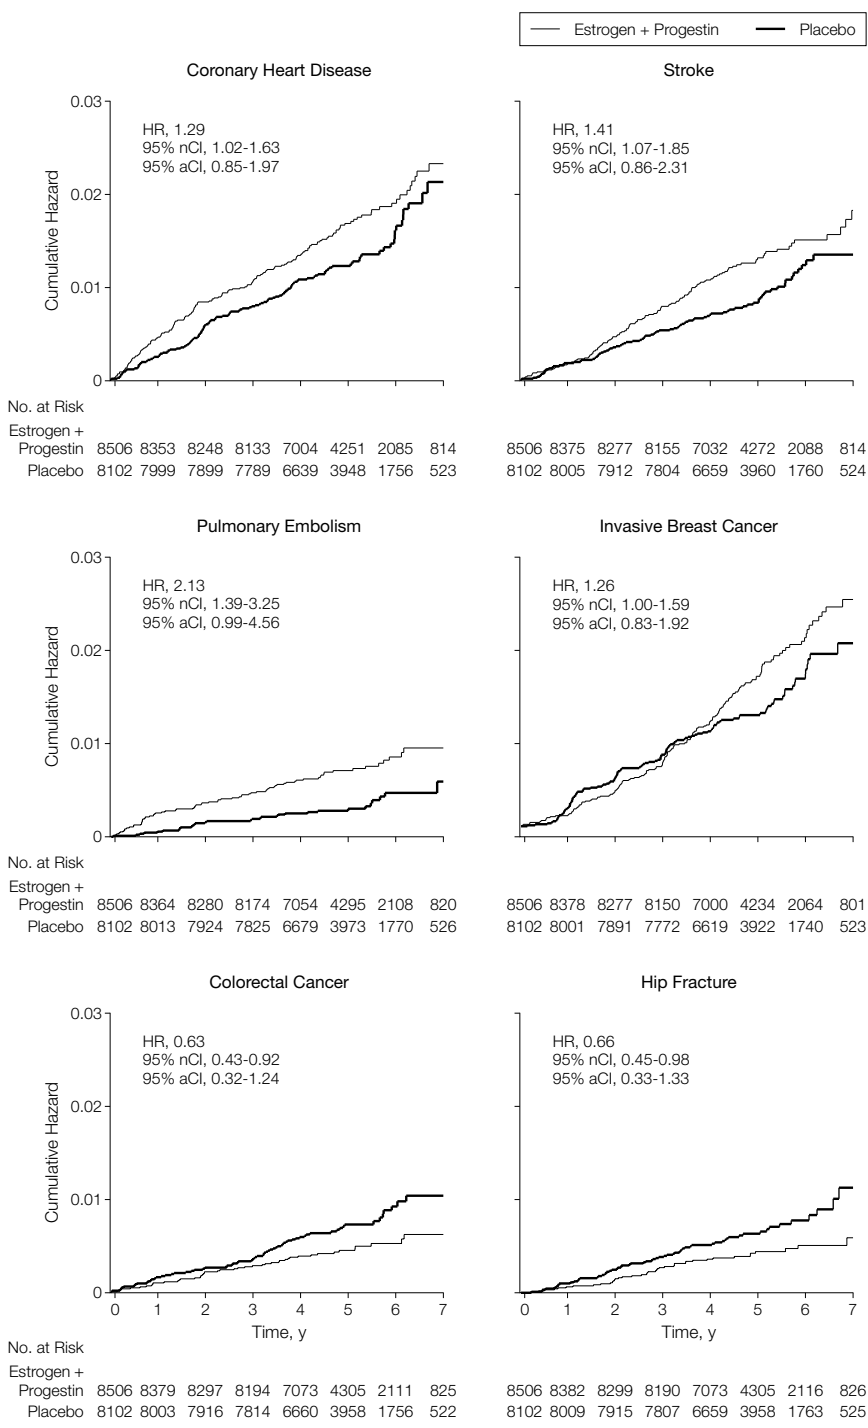 Estrogen + Progestin Placebo
Coronary Heart Disease
0.03
0.02
0.01
0
Cumulative Hazard
HR, 1.29
95% nCI, 1.02-1.63
95% aCI, 0.85-1.97
No. at Risk
Estrogen +
Progestin 8506 8353 8248 8133 7004 4251 2085 814
Placebo 8102 7999 7899 7789 6639 3948 1756 523
Stroke
HR, 1.41
95% nCI, 1.07-1.85
95% aCI, 0.86-2.31
8506 8375 8277 8155 7032 4272 2088 814
8102 8005 7912 7804 6659 3960 1760 524
Pulmonary Embolism
0.03
0.02
0.01
0
Cumulative Hazard
HR, 2.13
95% nCI, 1.39-3.25
95% aCI, 0.99-4.56
No. at Risk
Estrogen +
Progestin 8506 8364 8280 8174 7054 4295 2108 820
Placebo 8102 8013 7924 7825 6679 3973 1770 526
Invasive Breast Cancer
HR, 1.26
95% nCI, 1.00-1.59
95% aCI, 0.83-1.92
8506 8378 8277 8150 7000 4234 2064 801
8102 8001 7891 7772 6619 3922 1740 523
Colorectal Cancer
0.03
0.02
0.01
0
Cumulative Hazard
HR, 0.63
95% nCI, 0.43-0.92
95% aCI, 0.32-1.24
0 1 2 3 4 5 6 7
Time, y
No. at Risk
Estrogen +
Progestin 8506 8379 8297 8194 7073 4305 2111 825
Placebo 8102 8003 7916 7814 6660 3958 1756 522
Hip Fracture
HR, 0.66
95% nCI, 0.45-0.98
95% aCI, 0.33-1.33
0 1 2 3 4 5 6 7
Time, y
8506 8382 8299 8190 7073 4305 2116 826
8102 8009 7915 7807 6659 3958 1763 525